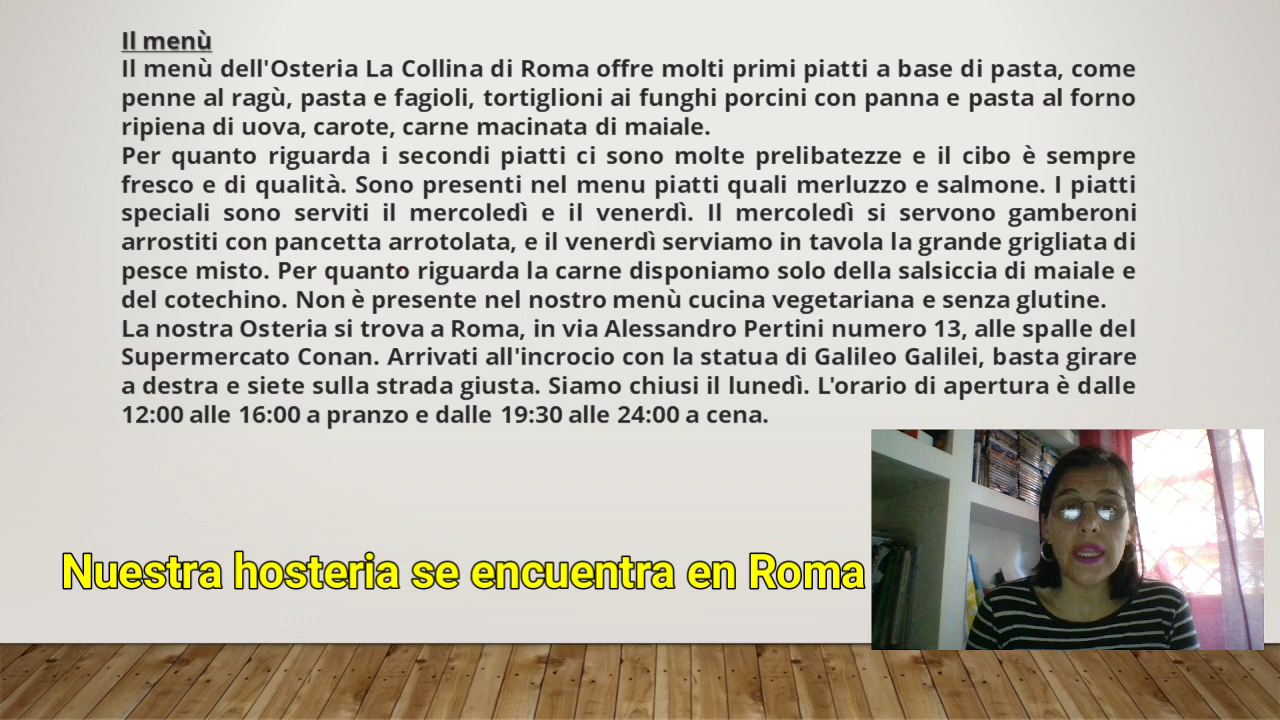 Il menù
Il menù dell'Osteria La Collina di Roma offre molti primi piatti a base di pasta, come
penne al ragù, pasta e fagioli, tortiglioni ai funghi porcini con panna e pasta al forno
ripiena di uova, carote, carne macinata di maiale.
Per quanto riguarda i secondi piatti ci sono molte prelibatezze e il cibo è sempre
fresco e di qualità. Sono presenti nel menu piatti quali merluzzo e salmone. I piatti
speciali sono serviti il mercoledì e il venerdì. Il mercoledì si servono gamberoni
arrostiti con pancetta arrotolata, e il venerdì serviamo in tavola la grande grigliata di
pesce misto. Per quanto riguarda la carne disponiamo solo della salsiccia di maiale e
del cotechino. Non è presente nel nostro menù cucina vegetariana e senza glutine.
La nostra Osteria si trova a Roma, in via Alessandro Pertini numero 13, alle spalle del
Supermercato Conan. Arrivati all'incrocio con la statua di Galileo Galilei, basta girare
a destra e siete sulla strada giusta. Siamo chiusi il lunedì. L'orario di apertura è dalle
12:00 alle 16:00 a pranzo e dalle 19:30 alle 24:00 a cena.
Nuestra hosteria se encuentra en Roma